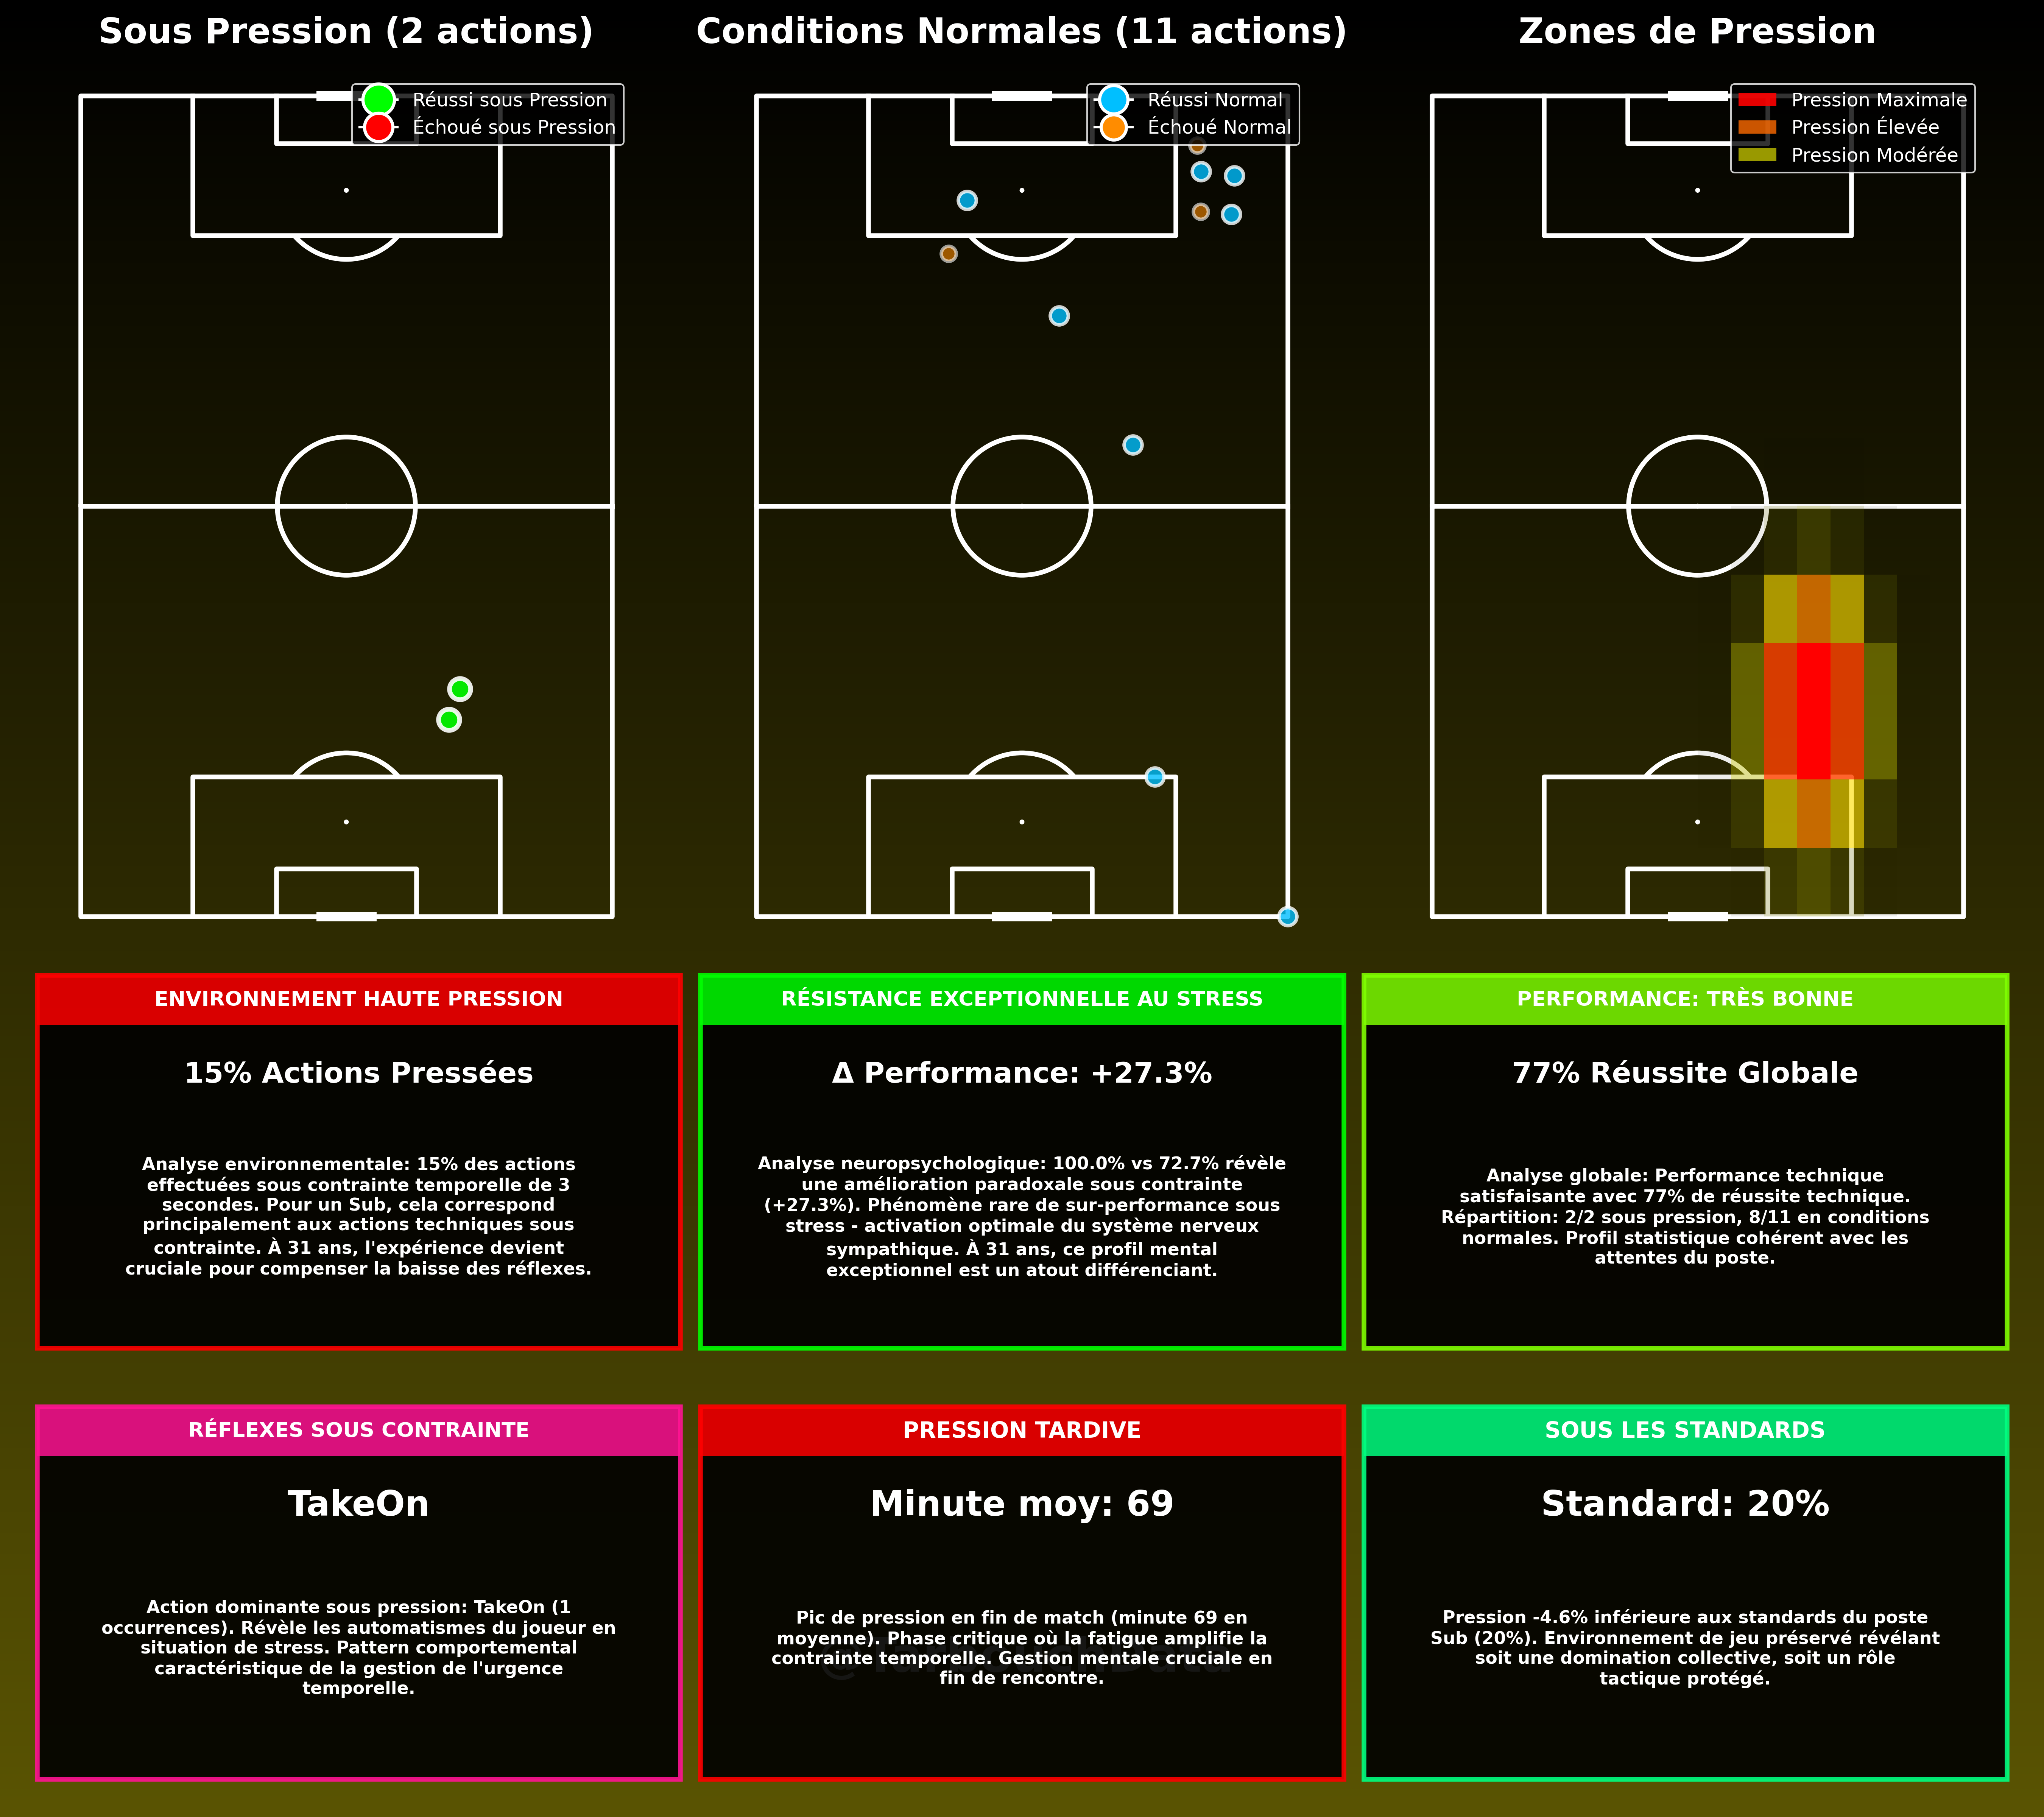 Sous Pression (2 actions)
Conditions Normales (11 actions)
Zones de Pression
Réussi sous Pression
Échoué sous Pression
Réussi Normal
Échoué Normal
Pression Maximale
Pression Élevée
Pression Modérée
ENVIRONNEMENT HAUTE PRESSION
15% Actions Pressées
Analyse environnementale: 15% des actions
effectuées sous contrainte temporelle de 3
secondes. Pour un Sub, cela correspond
principalement aux actions techniques sous
contrainte. À 31 ans, l'expérience devient
cruciale pour compenser la baisse des réflexes.
RÉSISTANCE EXCEPTIONNELLE AU STRESS
Δ Performance: +27.3%
Analyse neuropsychologique: 100.0% vs 72.7% révèle
une amélioration paradoxale sous contrainte
(+27.3%). Phénomène rare de sur-performance sous
stress - activation optimale du système nerveux
sympathique. À 31 ans, ce profil mental
exceptionnel est un atout différenciant.
PERFORMANCE: TRÈS BONNE
77% Réussite Globale
Analyse globale: Performance technique
satisfaisante avec 77% de réussite technique.
Répartition: 2/2 sous pression, 8/11 en conditions
normales. Profil statistique cohérent avec les
attentes du poste.
RÉFLEXES SOUS CONTRAINTE
TakeOn
Action dominante sous pression: TakeOn (1
occurrences). Révèle les automatismes du joueur en
situation de stress. Pattern comportemental
caractéristique de la gestion de l'urgence
temporelle.
PRESSION TARDIVE
Minute moy: 69
Pic de pression en fin de match (minute 69 en
moyenne). Phase critique où la fatigue amplifie la
contrainte temporelle. Gestion mentale cruciale en
fin de rencontre.
SOUS LES STANDARDS
Standard: 20%
Pression -4.6% inférieure aux standards du poste
Sub (20%). Environnement de jeu préservé révélant
soit une domination collective, soit un rôle
tactique protégé.